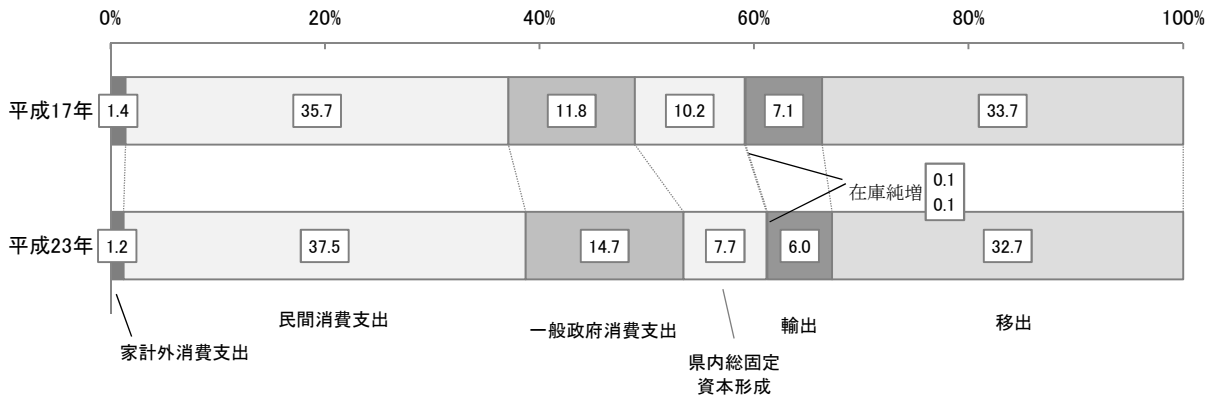 0% 20% 40% 60% 80% 100%
平成17年 1.4 35.7 11.8 10.2 7.1 33.7
在庫純増 0.1
0.1
平成23年 1.2 37.5 14.7 7.7 6.0 32.7
民間消費支出 一般政府消費支出 輸出 移出
家計外消費支出
県内総固定
資本形成